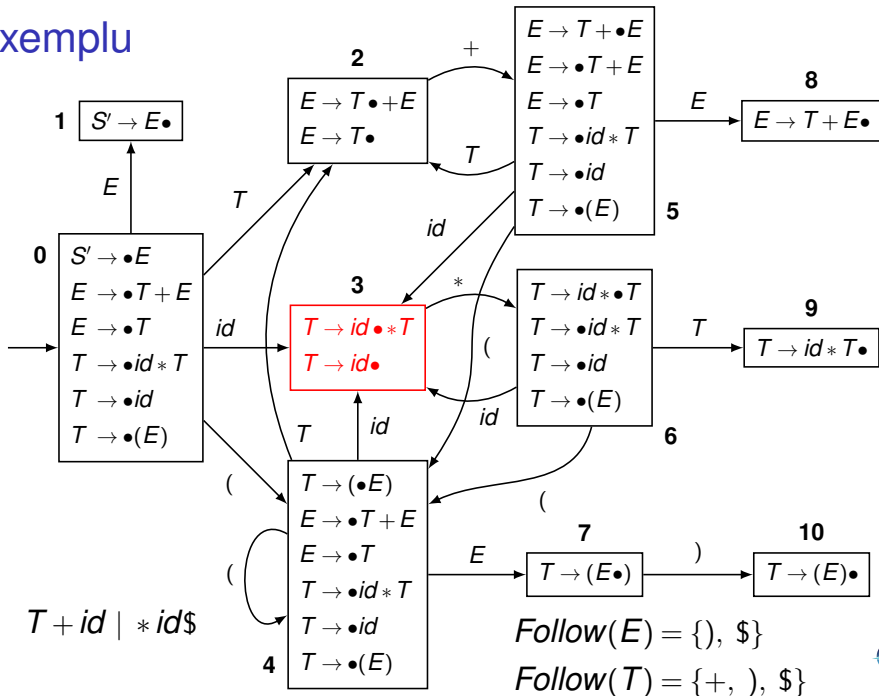 xemplu
1
S′ → E•
E
0
S′ → •E
E → •T + E
E → •T
T → •id * T
T → •id
T → •(E)
T
id
(
2
E → T• + E
E → T•
+
T
5
E → T + •E
E → •T + E
E → •T
T → •id * T
T → •id
T → •(E)
E
8
E → T + E•
id
(
3
T → id• * T
T → id•
*
id
6
T → id * •T
T → •id * T
T → •id
T → •(E)
T
9
T → id * T•
(
T
id
4
T → (•E)
E → •T + E
E → •T
T → •id * T
T → •id
T → •(E)
(
E
7
T → (E•)
)
10
T → (E)•
T + id | * id$
Follow(E) = {), $}
Follow(T) = {+, ), $}